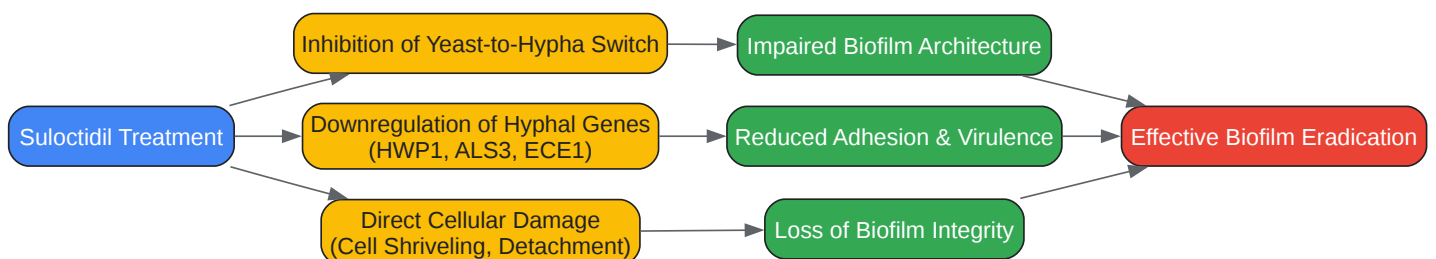 Inhibition of Yeast-to-Hypha Switch
Impaired Biofilm Architecture
Suloctidil Treatment
Downregulation of Hyphal Genes
(HWP1, ALS3, ECE1)
Reduced Adhesion & Virulence
Effective Biofilm Eradication
Direct Cellular Damage
(Cell Shriveling, Detachment)
Loss of Biofilm Integrity